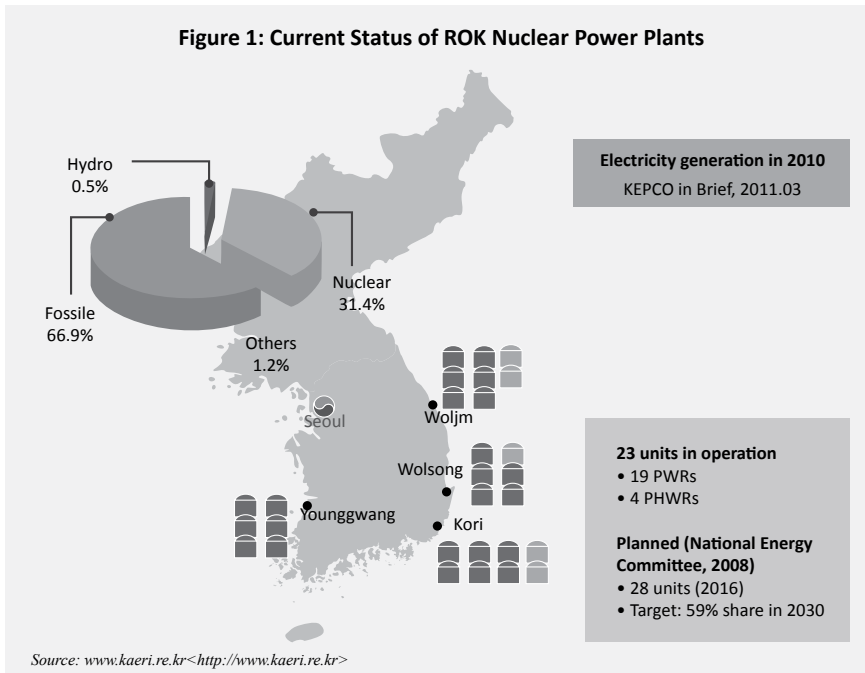 Figure 1: Current Status of ROK Nuclear Power Plants
Hydro
0.5%
Electricity generation in 2010
KEPCO in Brief, 2011.03
Nuclear
31.4%
Fossile
66.9%
Others
1.2%
Seoul
Woljm
Wolsong
Younggwang
Kori
23 units in operation
• 19 PWRs
• 4 PHWRs
Planned (National Energy
Committee, 2008)
• 28 units (2016)
• Target: 59% share in 2030
Source: www.kaeri.re.kr<http://www.kaeri.re.kr>